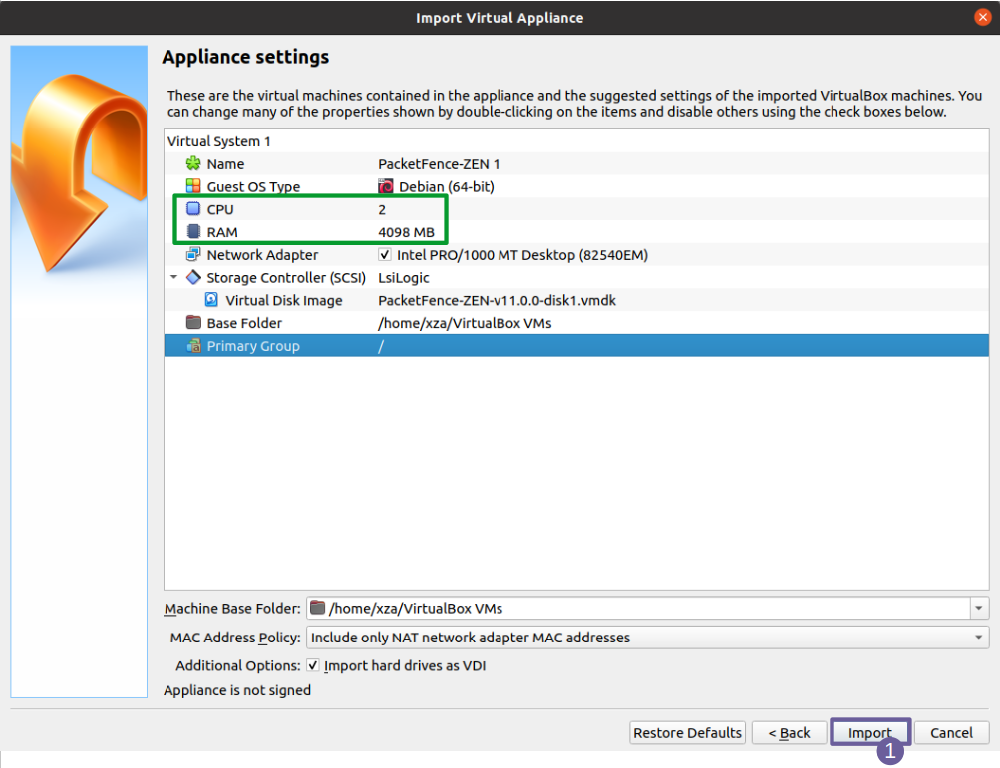 Import Virtual Appliance
Appliance settings
These are the virtual machines contained in the appliance and the suggested settings of the imported VirtualBox machines. You
can change many of the properties shown by double-clicking on the items and disable others using the check boxes below.
Virtual System 1
Name PacketFence-ZEN 1
Guest OS Type Debian (64-bit)
CPU 2
RAM 4098 MB
Network Adapter Intel PRO/1000 MT Desktop (82540EM)
Storage Controller (SCSI) LsiLogic
Virtual Disk Image PacketFence-ZEN-v11.0.0-disk1.vmdk
Base Folder /home/xza/VirtualBox VMs
Primary Group /
Machine Base Folder: /home/xza/VirtualBox VMs
MAC Address Policy: Include only NAT network adapter MAC addresses
Additional Options: Import hard drives as VDI
Appliance is not signed
Restore Defaults < Back Import Cancel
1